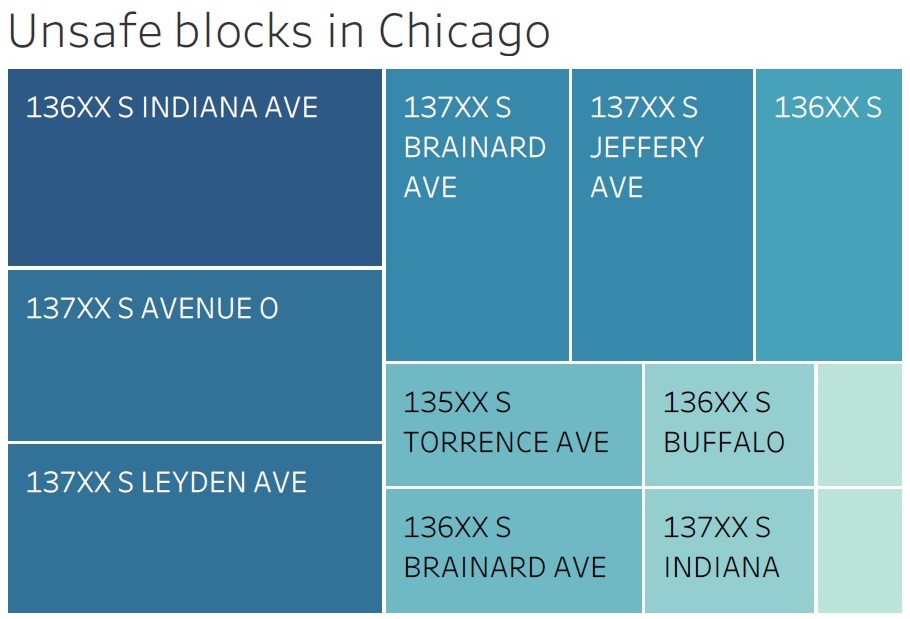 Unsafe blocks in Chicago
136XX S INDIANA AVE
137XX S AVENUE O
137XX S LEYDEN AVE
137XX S
BRAINARD
AVE
137XX S
JEFFERY
AVE
136XX S
135XX S
TORRENCE AVE
136XX S
BRAINARD AVE
136XX S
BUFFALO
137XX S
INDIANA